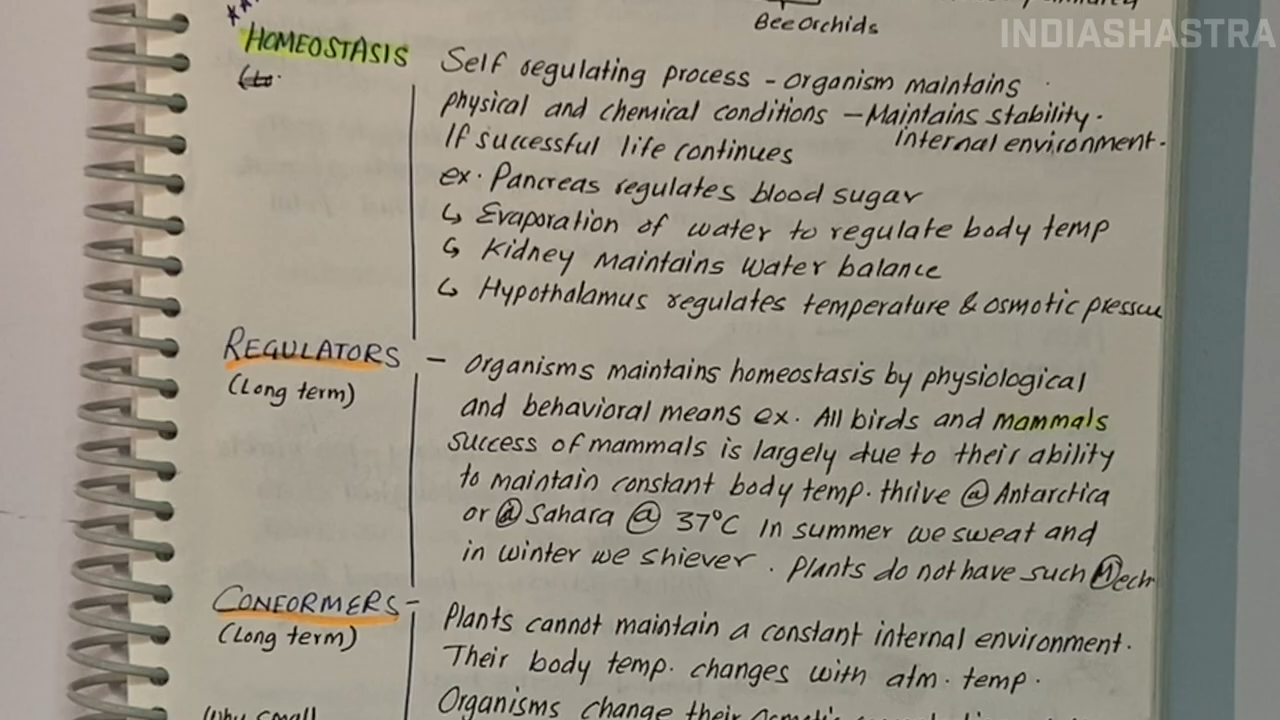 Bee Orchids
INDIASHASTRA
HOMEOSTASIS
Self regulating process - organism maintains
physical and chemical conditions - Maintains stability.
internal environment.
If successful life continues
ex. Pancreas regulates blood sugar
↳ Evaporation of water to regulate body temp
↳ Kidney maintains water balance
↳ Hypothalamus regulates temperature & osmotic pressu
REGULATORS -
(Long term)
Organisms maintains homeostasis by physiological
and behavioral means ex. All birds and mammals
success of mammals is largely due to their ability
to maintain constant body temp. thrive @ Antarctica
or @ Sahara @ 37°C In summer we sweat and
in winter we shiever. Plants do not have such Mech
CONFORMERS -
(Long term)
Plants cannot maintain a constant internal environment.
Their body temp. changes with atm. temp.
(Why small
Organisms change their osmotic